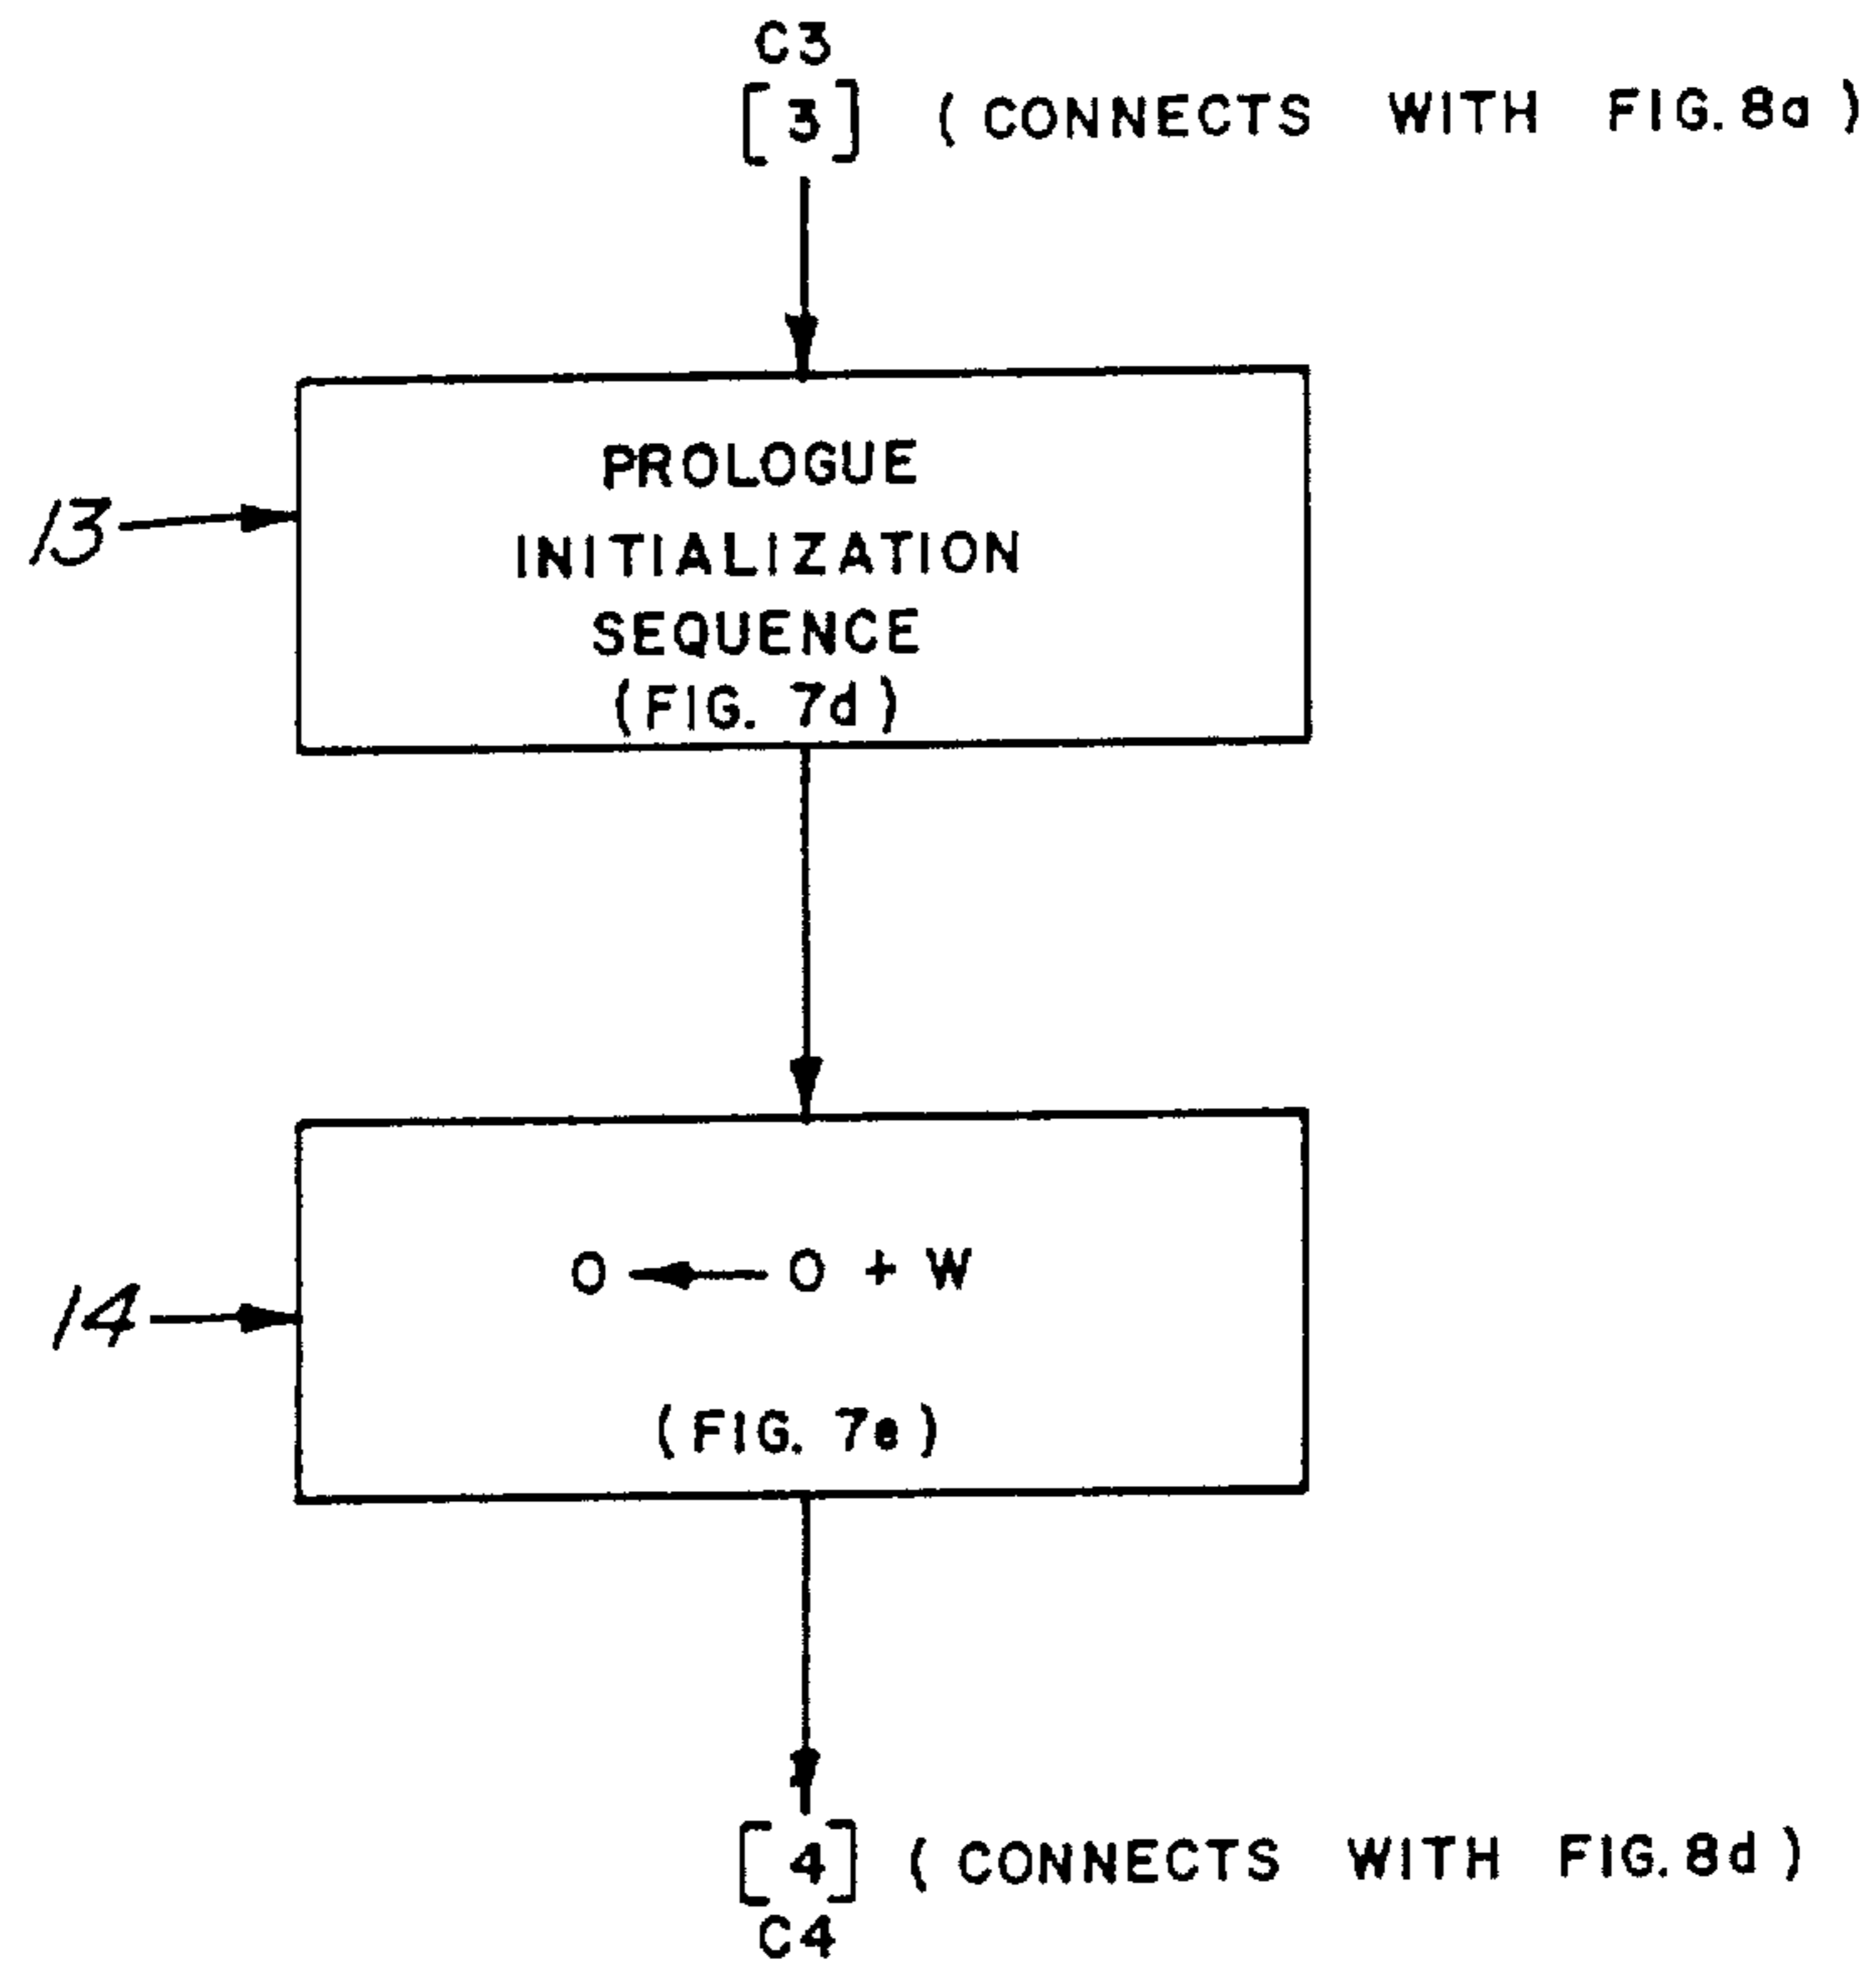 C3
[3] (CONNECTS WITH FIG. 8a)
PROLOGUE
13
INITIALIZATION
SEQUENCE
(FIG. 7d)
O ← O + W
14
(FIG. 7e)
[4] (CONNECTS WITH FIG. 8d)
C4